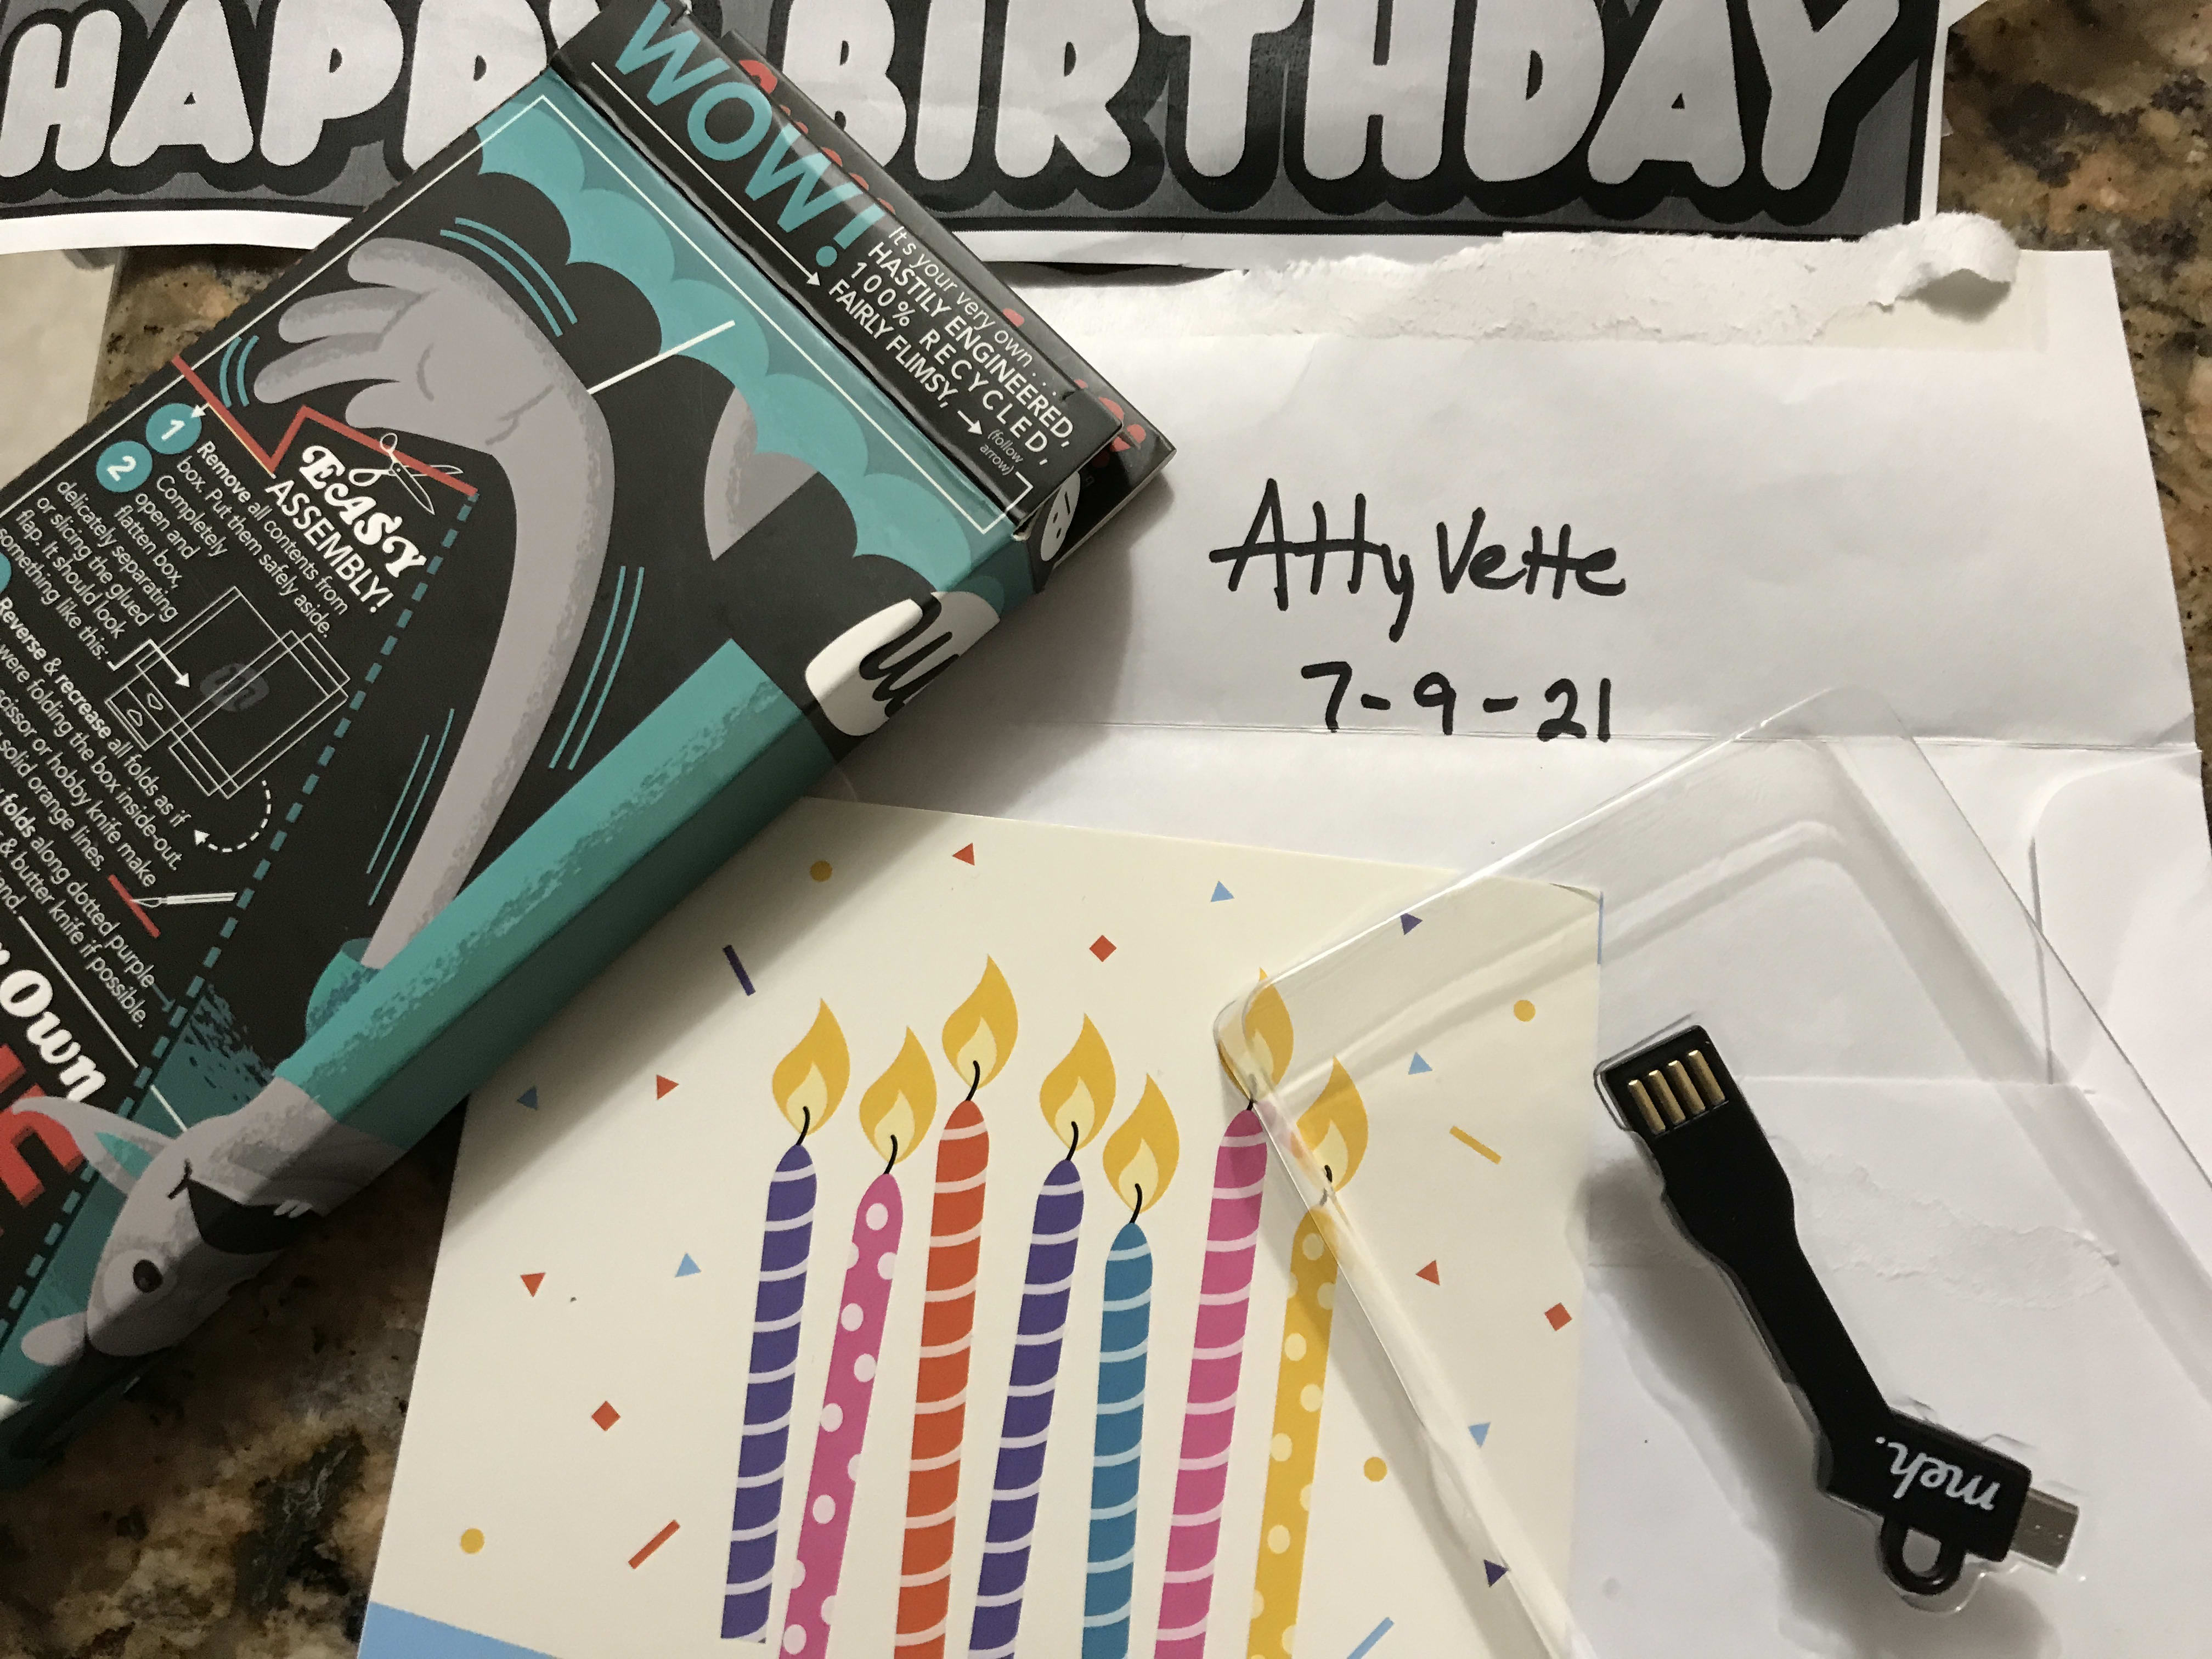 HAPPY BIRTHDAY
WOW!
It's your very own...
HASTILY ENGINEERED,
100% RECYCLED,
FAIRLY FLIMSY,
(follow
arrow)
EASY
ASSEMBLY!
1 Remove all contents from
box. Put them safely aside.
2 Completely
open and
flatten box,
delicately separating
or slicing the glued
flap. It should look
something like this:
Reverse & recrease all folds as if
were folding the box inside-out.
scissor or hobby knife make
solid orange lines.
folds along dotted purple
& butter knife if possible.
Own
AttyVette
7-9-21
meh.